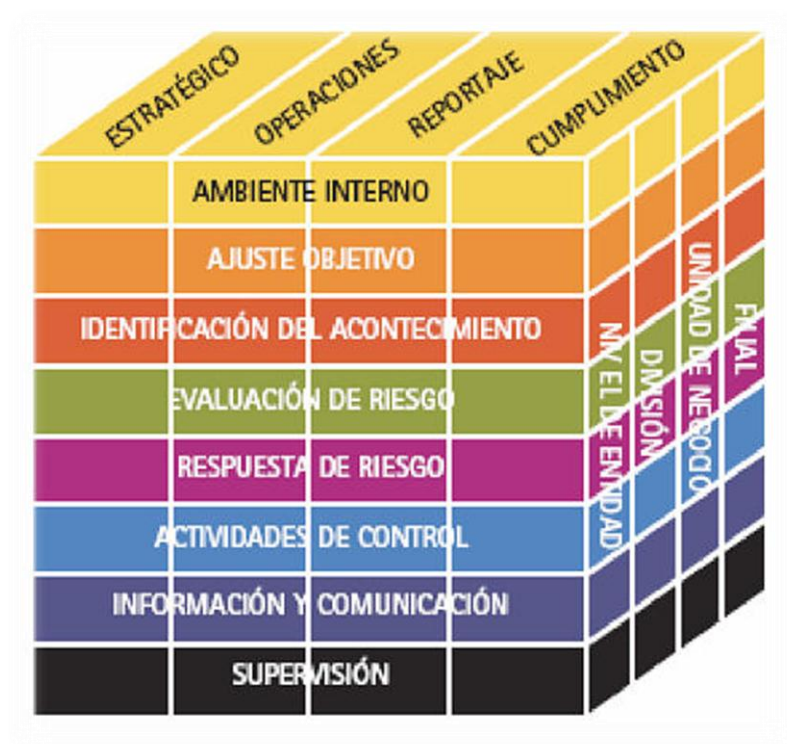 ESTRATÉGICO
OPERACIONES
REPORTAJE
CUMPLIMIENTO
AMBIENTE INTERNO
AJUSTE OBJETIVO
IDENTIFICACIÓN DEL ACONTECIMIENTO
EVALUACIÓN DE RIESGO
RESPUESTA DE RIESGO
ACTIVIDADES DE CONTROL
INFORMACIÓN Y COMUNICACIÓN
SUPERVISIÓN
NIVEL DE ENTIDAD
DIVISIÓN
UNIDAD DE NEGOCIO
FILIAL